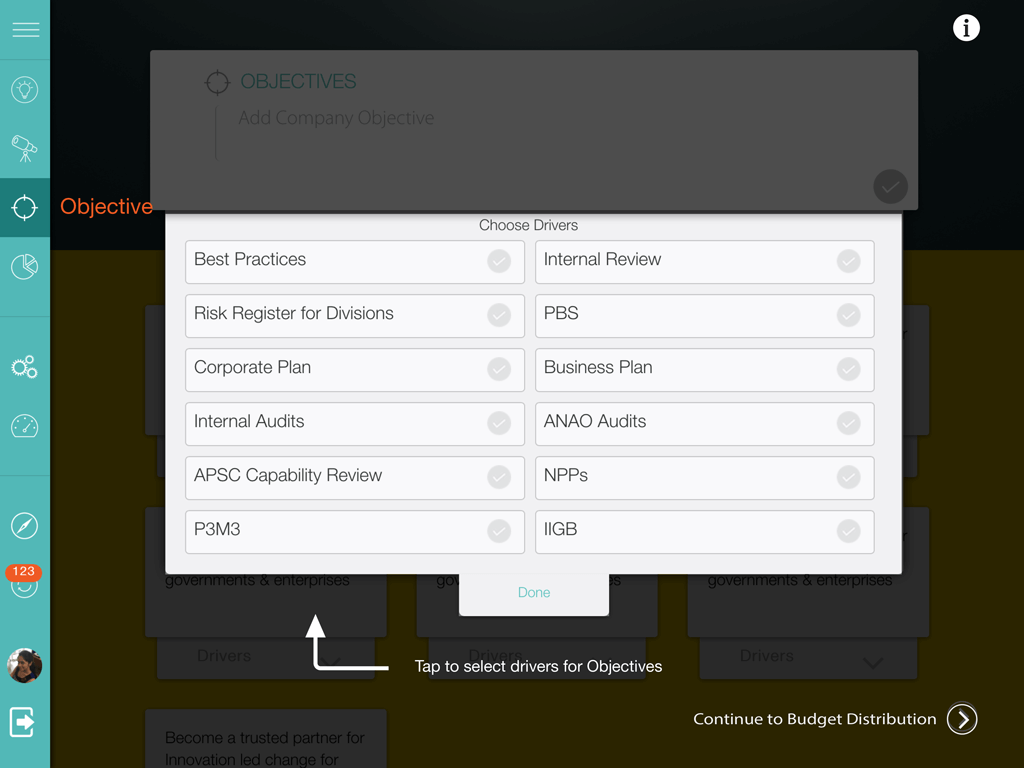 i
OBJECTIVES
Add Company Objective
Objective
Choose Drivers
Best Practices
Internal Review
Risk Register for Divisions
PBS
Corporate Plan
Business Plan
Internal Audits
ANAO Audits
APSC Capability Review
NPPs
P3M3
IIGB
123
governments & enterprises
governments & enterprises
Done
Drivers
Drivers
Drivers
Tap to select drivers for Objectives
Continue to Budget Distribution
Become a trusted partner for
Innovation led change for